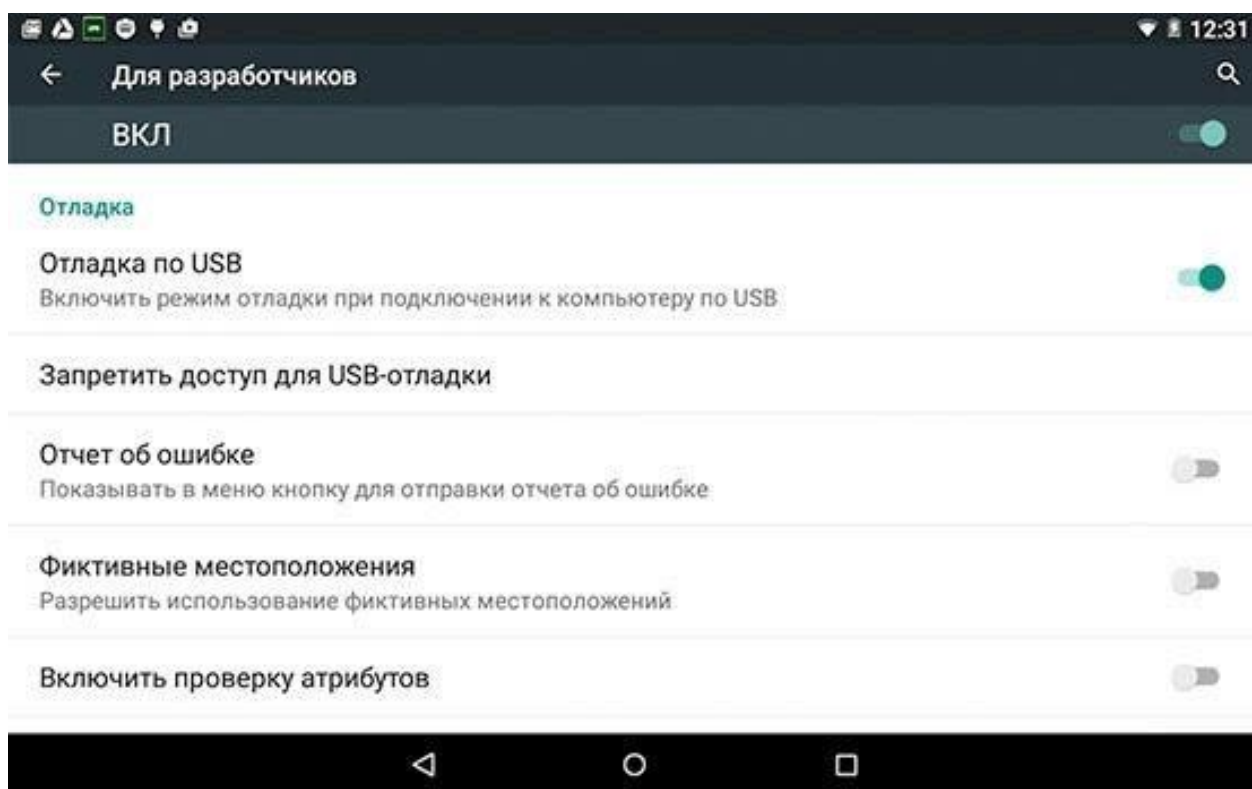 12:31
Для разработчиков
ВКЛ
Отладка
Отладка по USB
Включить режим отладки при подключении к компьютеру по USB
Запретить доступ для USB-отладки
Отчет об ошибке
Показывать в меню кнопку для отправки отчета об ошибке
Фиктивные местоположения
Разрешить использование фиктивных местоположений
Включить проверку атрибутов